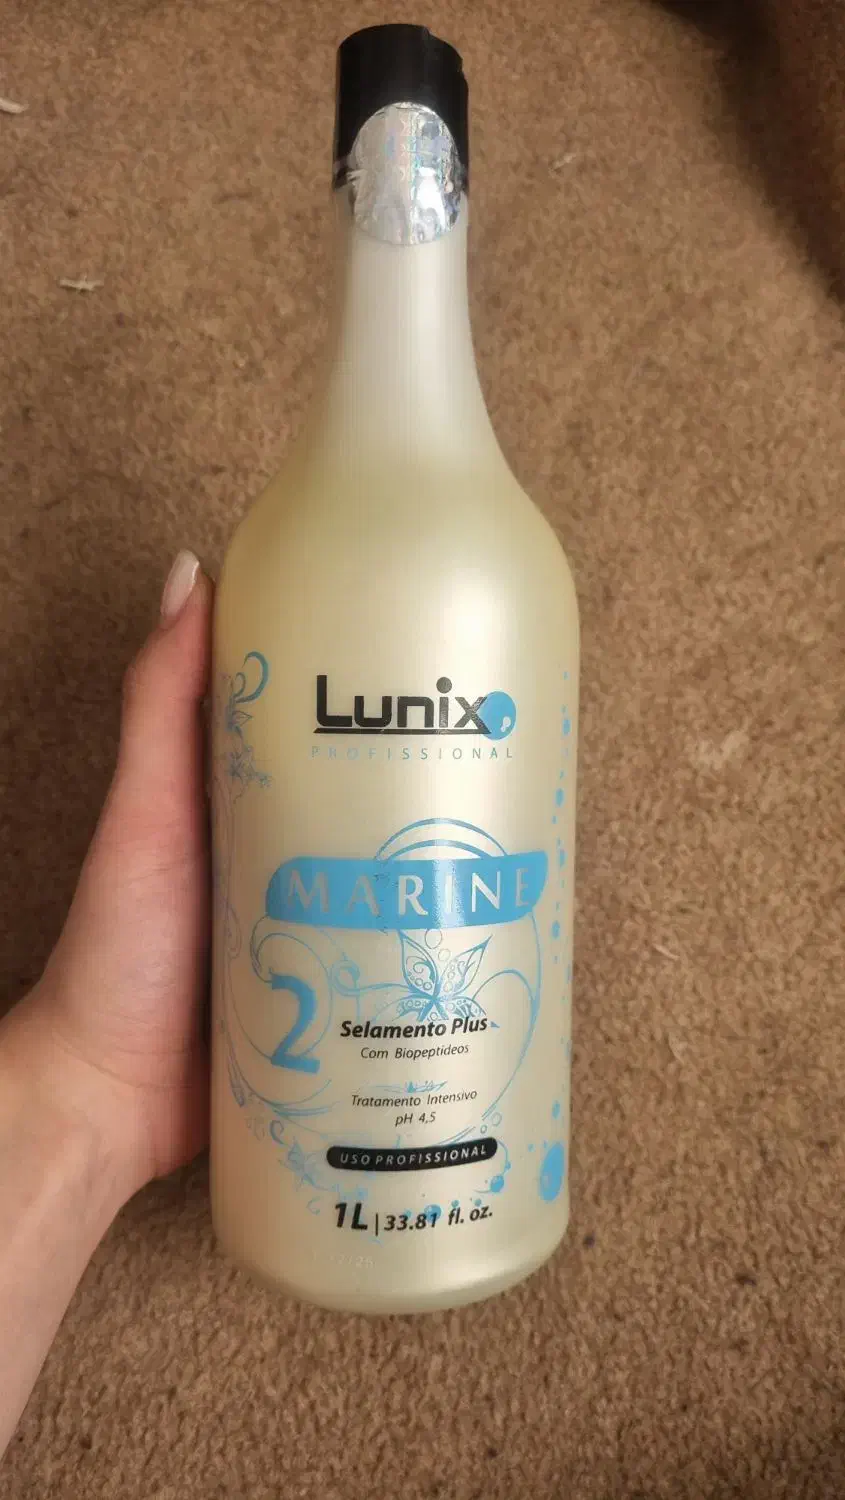 Lunix
PROFISSIONAL
MARINE
2
Selamento Plus
Com Biopeptídeos
Tratamento Intensivo
pH 4,5
USO PROFISSIONAL
1L | 33.81 fl. oz.